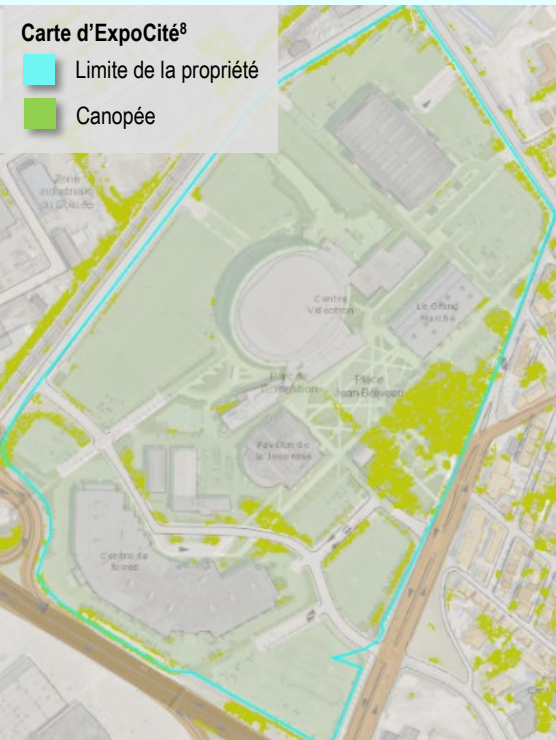 Carte d'ExpoCité⁸
Limite de la propriété
Canopée
Zone
industrielle
du Colisée
Centre
Vidéotron
Le Grand
Marché
Place
Jean-Béliveau
Pavillon de
la Jeunesse
Centre de
foires